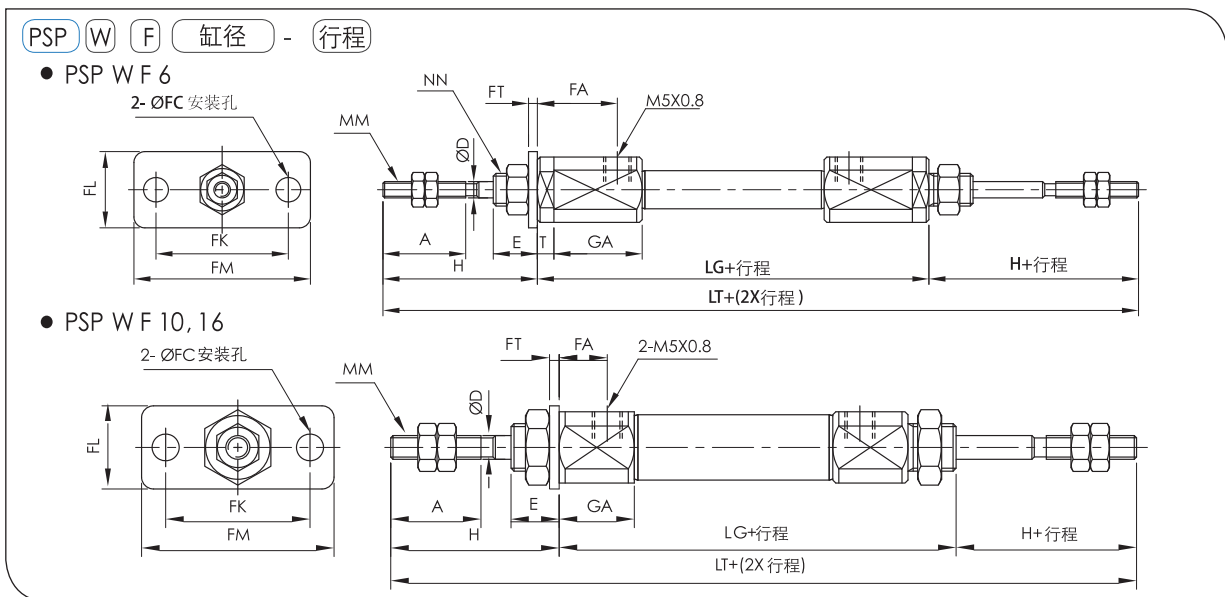 PSP W F 缸径 - 行程
● PSP W F 6
2- ØFC 安装孔
FL
FK
FM
MM
ØD
NN
FT
FA
M5X0.8
A
E
T
GA
H
LG+行程
H+行程
LT+(2X行程)
● PSP W F 10, 16
2- ØFC安装孔
FL
FK
FM
MM
ØD
FT
FA
2-M5X0.8
A
E
GA
H
LG+行程
H+行程
LT+(2X行程)